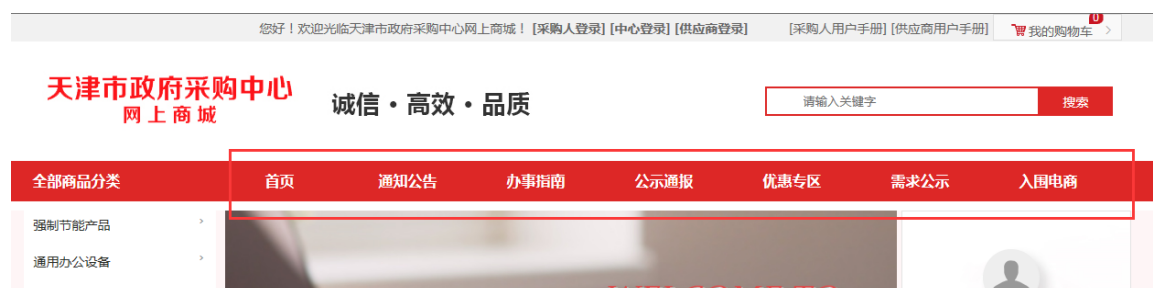 您好！欢迎光临天津市政府采购中心网上商城！ [采购人登录] [中心登录] [供应商登录] [采购人用户手册] [供应商用户手册] 我的购物车 0
天津市政府采购中心
网上商城
诚信·高效·品质
请输入关键字 搜索
全部商品分类 首页 通知公告 办事指南 公示通报 优惠专区 需求公示 入围电商
强制节能产品
通用办公设备
WELCOME TO